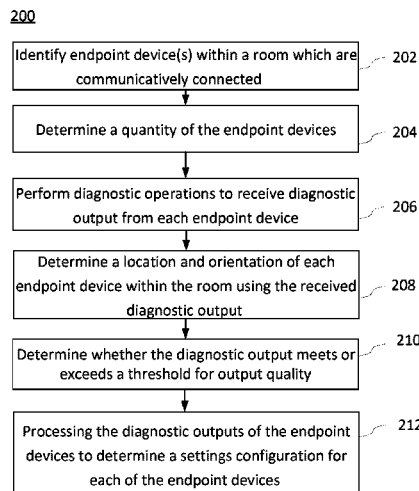 200
Identify endpoint device(s) within a room which are
communicatively connected
202
Determine a quantity of the endpoint devices
204
Perform diagnostic operations to receive diagnostic
output from each endpoint device
206
Determine a location and orientation of each
endpoint device within the room using the received
diagnostic output
208
Determine whether the diagnostic output meets or
exceeds a threshold for output quality
210
Processing the diagnostic outputs of the endpoint
devices to determine a settings configuration for
each of the endpoint devices
212